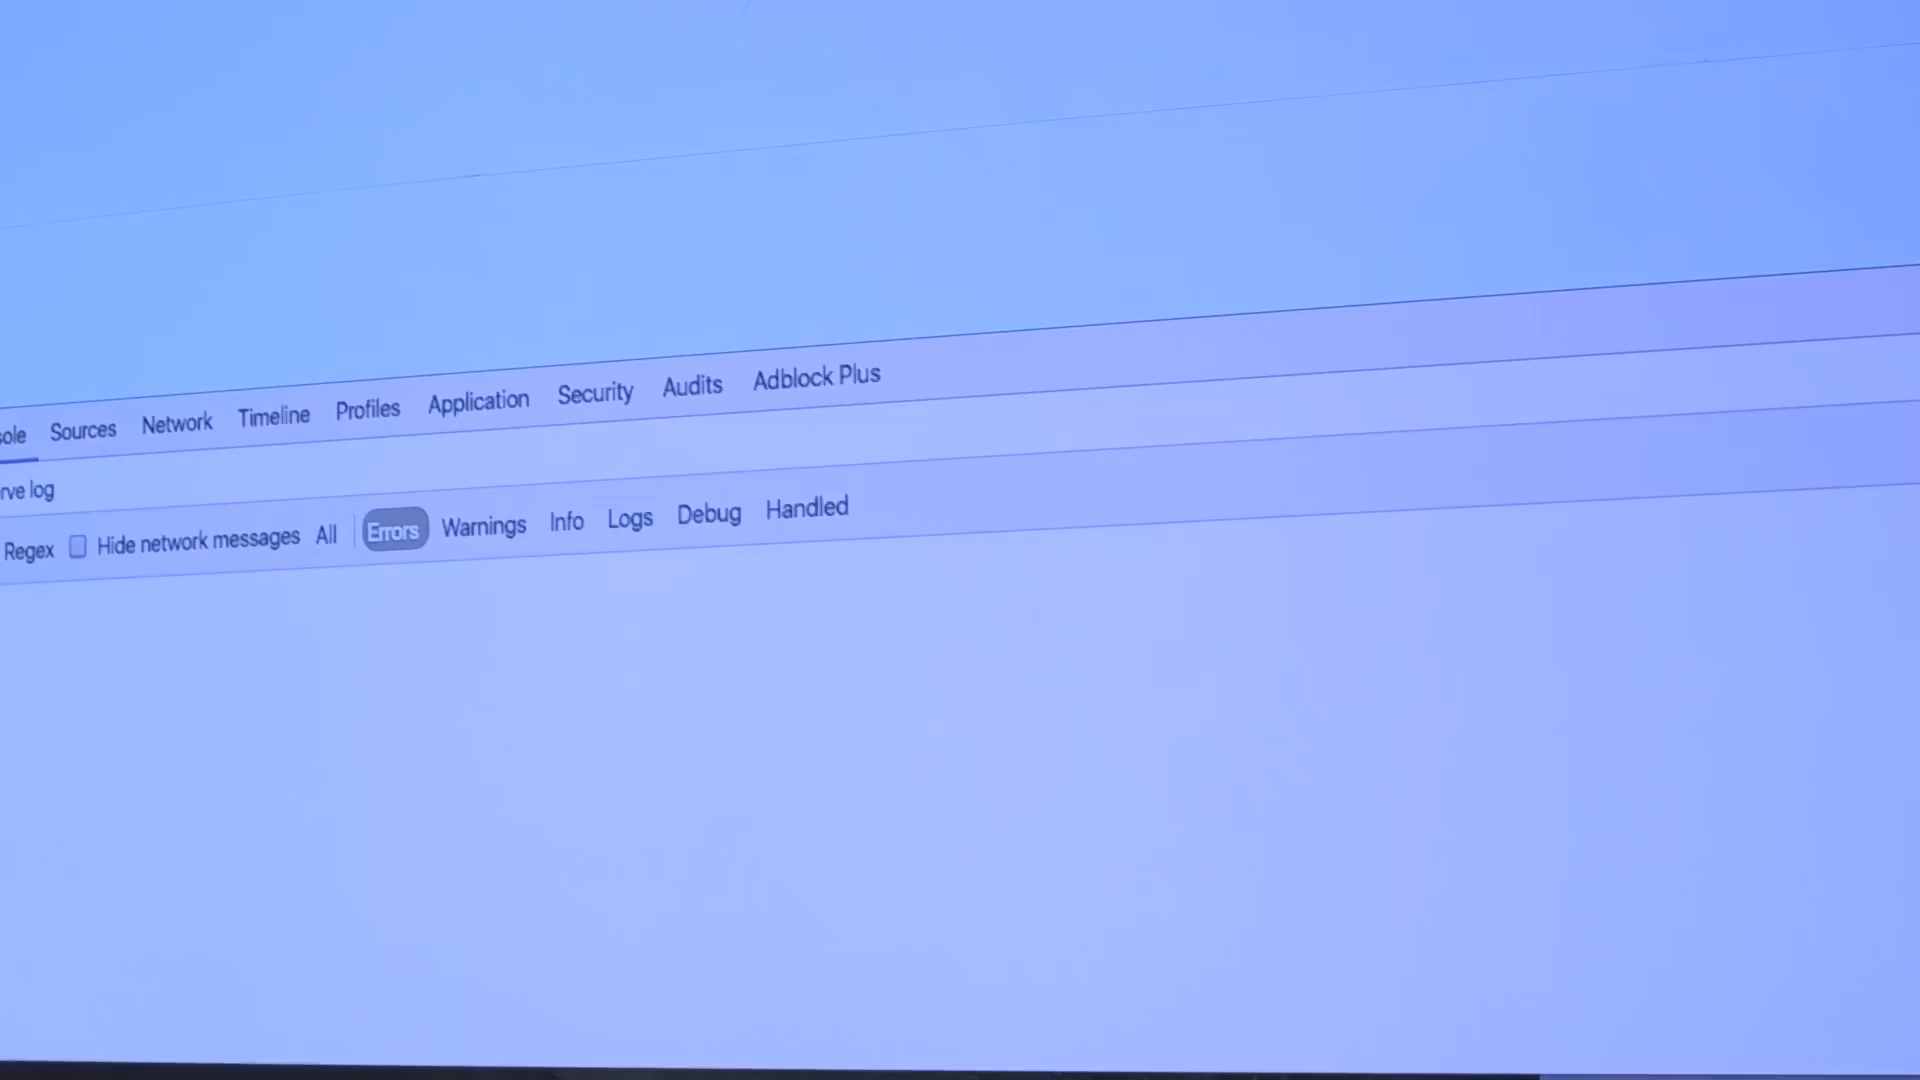 sole Sources Network Timeline Profiles Application Security Audits Adblock Plus
rve log
Regex Hide network messages All Errors Warnings Info Logs Debug Handled